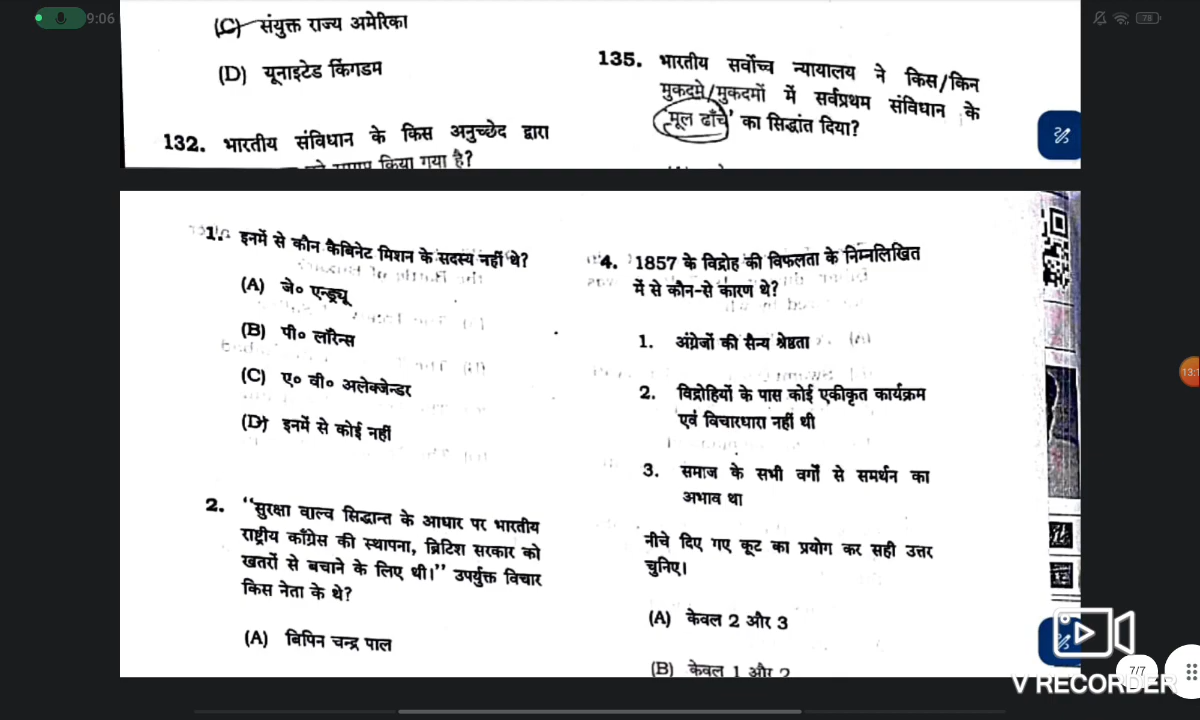 9:06
78
(C) संयुक्त राज्य अमेरिका
(D) यूनाइटेड किंगडम
132. भारतीय संविधान के किस अनुच्छेद द्वारा
किया गया है?
135. भारतीय सर्वोच्च न्यायालय ने किस/किन
मुकदमे/मुकदमों में सर्वप्रथम संविधान के
'मूल ढाँचे' का सिद्धांत दिया?
1. इनमें से कौन कैबिनेट मिशन के सदस्य नहीं थे?
(A) जे० एन्ड्र्यू
(B) पी० लॉरेन्स
(C) ए० वी० अलेक्जेन्डर
(D) इनमें से कोई नहीं
2. "सुरक्षा वाल्व सिद्धान्त के आधार पर भारतीय
राष्ट्रीय काँग्रेस की स्थापना, ब्रिटिश सरकार को
खतरों से बचाने के लिए थी।" उपर्युक्त विचार
किस नेता के थे?
(A) बिपिन चन्द्र पाल
4. 1857 के विद्रोह की विफलता के निम्नलिखित
में से कौन-से कारण थे?
1. अंग्रेजों की सैन्य श्रेष्ठता
2. विद्रोहियों के पास कोई एकीकृत कार्यक्रम
एवं विचारधारा नहीं थी
3. समाज के सभी वर्गों से समर्थन का
अभाव था
नीचे दिए गए कूट का प्रयोग कर सही उत्तर
चुनिए।
(A) केवल 2 और 3
(B) केवल 1 और 2
7/7
V RECORDER